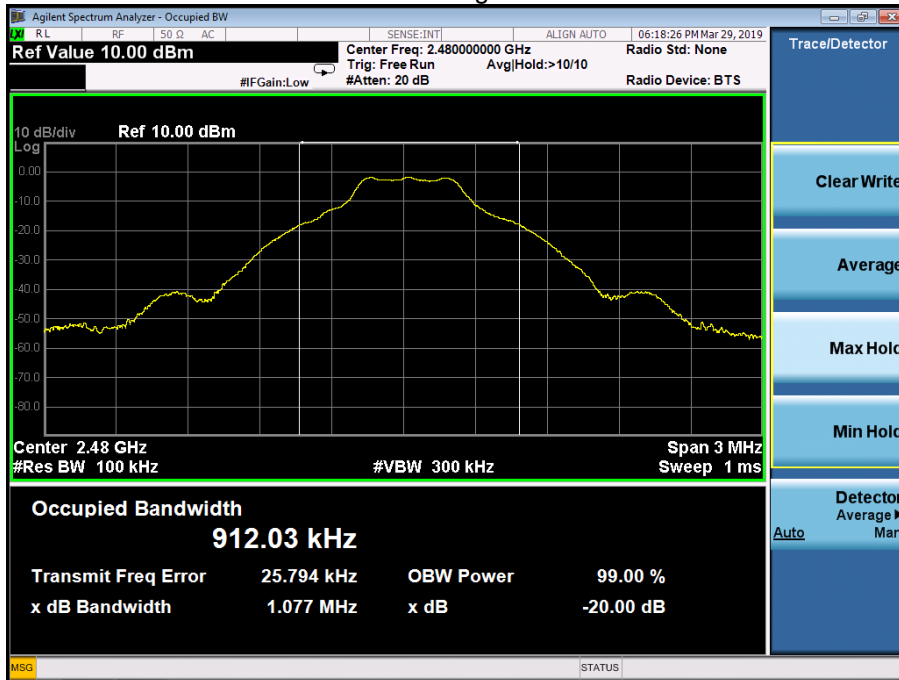 Agilent Spectrum Analyzer - Occupied BW
LXI RL RF 50 Ω AC SENSE:INT ALIGN AUTO 06:18:26 PM Mar 29, 2019
Ref Value 10.00 dBm
Center Freq: 2.480000000 GHz Radio Std: None
Trig: Free Run Avg|Hold:>10/10
#IFGain:Low #Atten: 20 dB Radio Device: BTS
10 dB/div Ref 10.00 dBm
Log
0.00
-10.0
-20.0
-30.0
-40.0
-50.0
-60.0
-70.0
-80.0
Center 2.48 GHz Span 3 MHz
#Res BW 100 kHz #VBW 300 kHz Sweep 1 ms
Occupied Bandwidth
912.03 kHz
Transmit Freq Error 25.794 kHz OBW Power 99.00 %
x dB Bandwidth 1.077 MHz x dB -20.00 dB
MSG STATUS
Trace/Detector
Clear Write
Average
Max Hold
Min Hold
Detector
Average
Auto Man